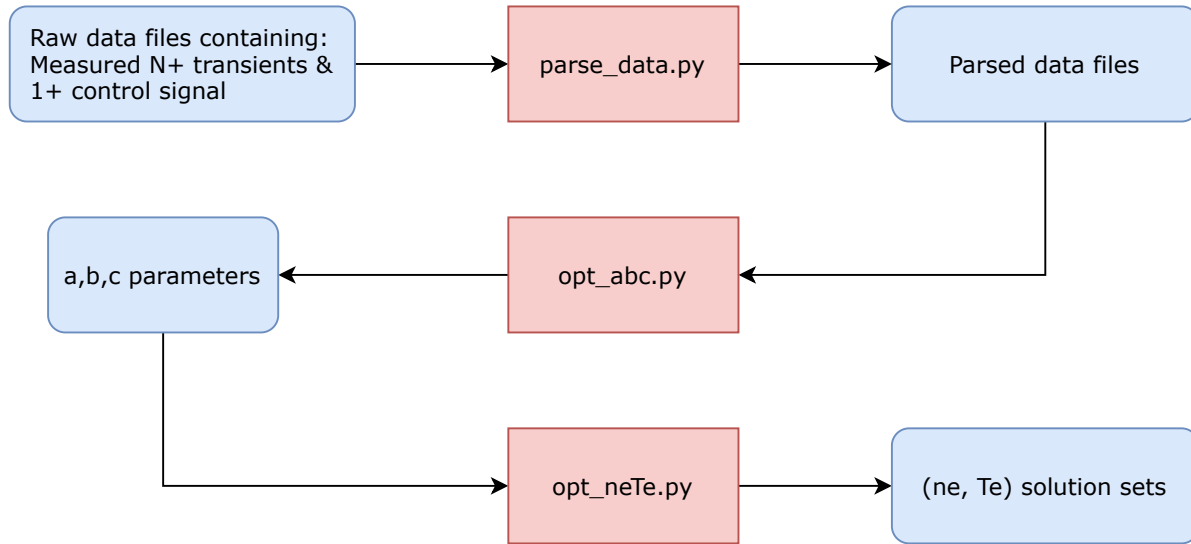 Raw data files containing:
Measured N+ transients &
1+ control signal
parse_data.py
Parsed data files
a,b,c parameters
opt_abc.py
opt_neTe.py
(ne, Te) solution sets